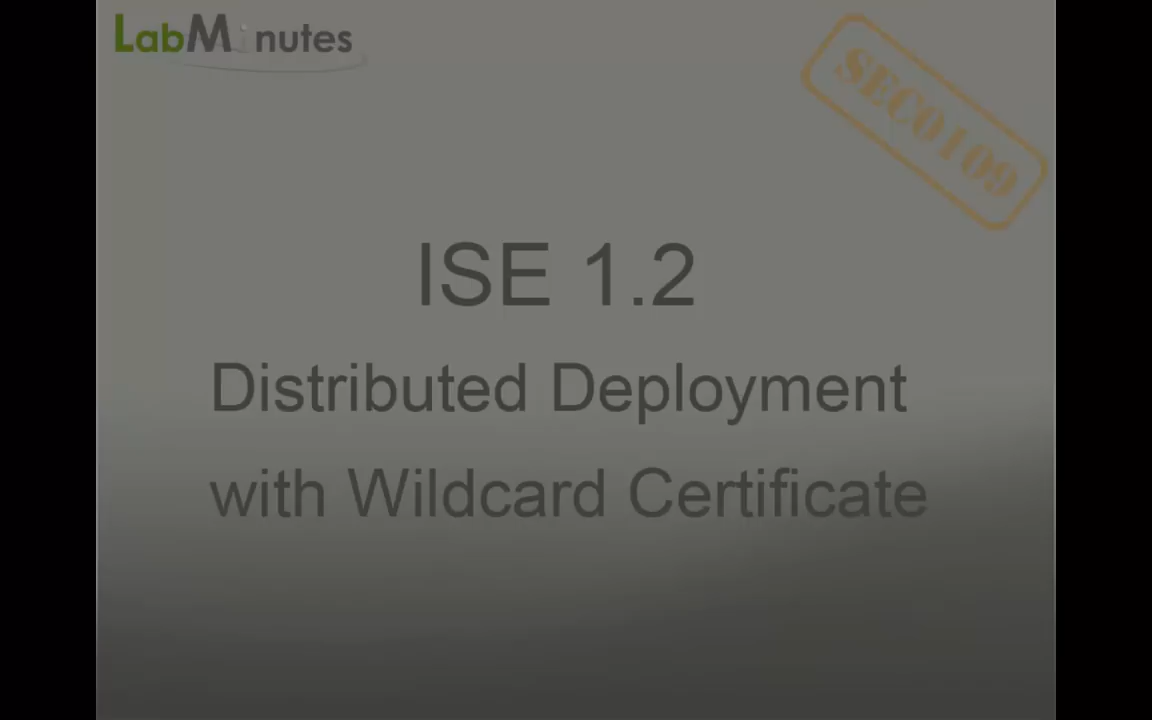 LabMinutes
SEC0109
ISE 1.2
Distributed Deployment
with Wildcard Certificate